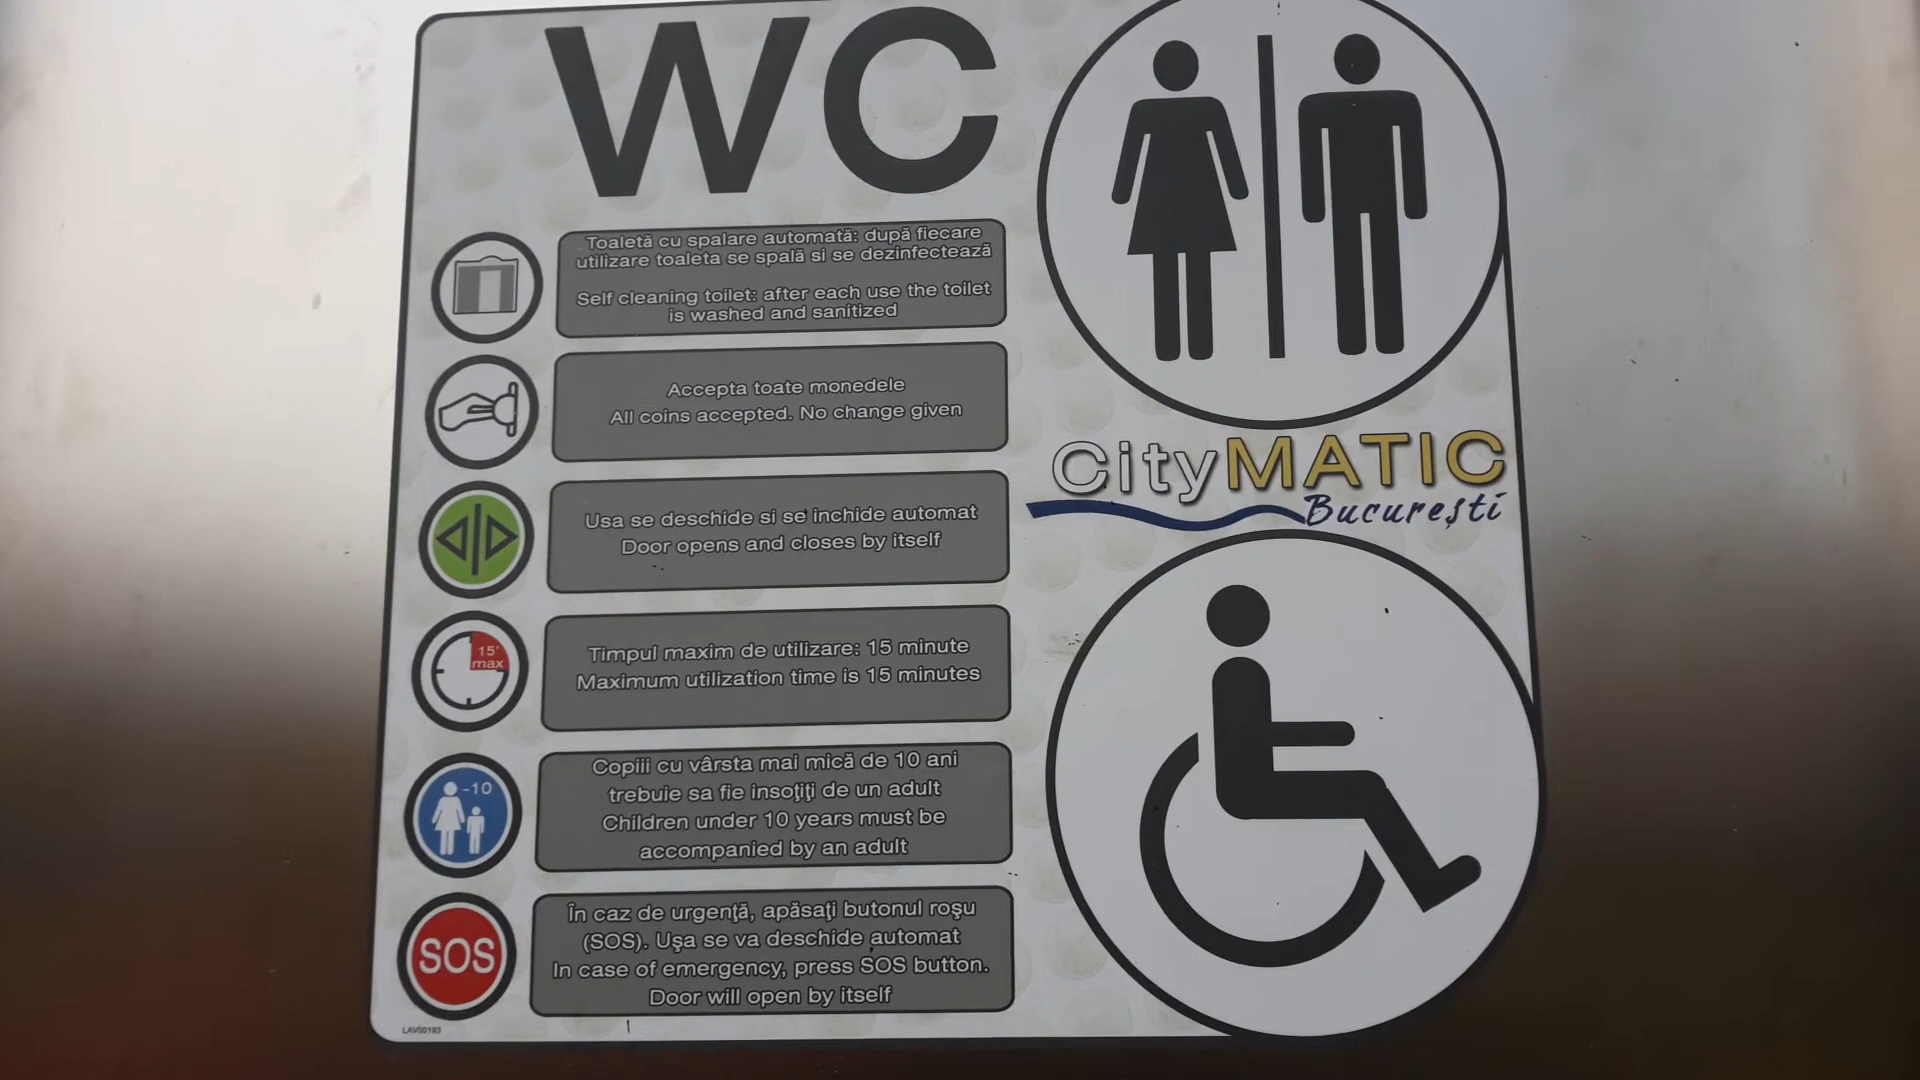 WC
Toaletă cu spalare automată: după fiecare
utilizare toaleta se spală si se dezinfectează
Self cleaning toilet: after each use the toilet
is washed and sanitized
Accepta toate monedele
All coins accepted. No change given
Usa se deschide si se inchide automat
Door opens and closes by itself
15'
max
Timpul maxim de utilizare: 15 minute
Maximum utilization time is 15 minutes
-10
Copiii cu vârsta mai mică de 10 ani
trebuie sa fie insoţiţi de un adult
Children under 10 years must be
accompanied by an adult
SOS
În caz de urgenţă, apăsaţi butonul roşu
(SOS). Uşa se va deschide automat
In case of emergency, press SOS button.
Door will open by itself
LAV00193
CityMATIC
Bucureşti